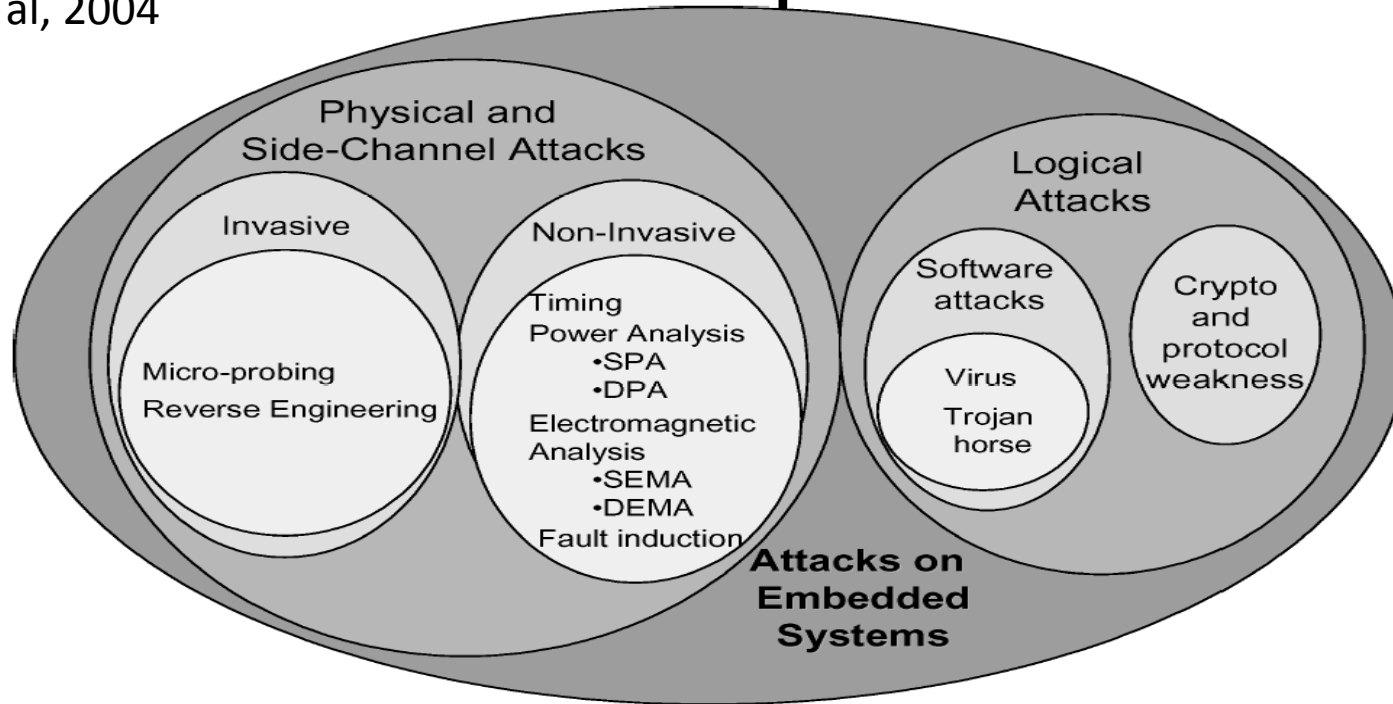 al, 2004
Physical and
Side-Channel Attacks
Invasive
Micro-probing
Reverse Engineering
Non-Invasive
Timing
Power Analysis
•SPA
•DPA
Electromagnetic
Analysis
•SEMA
•DEMA
Fault induction
Logical
Attacks
Software
attacks
Virus
Trojan
horse
Crypto
and
protocol
weakness
Attacks on
Embedded
Systems